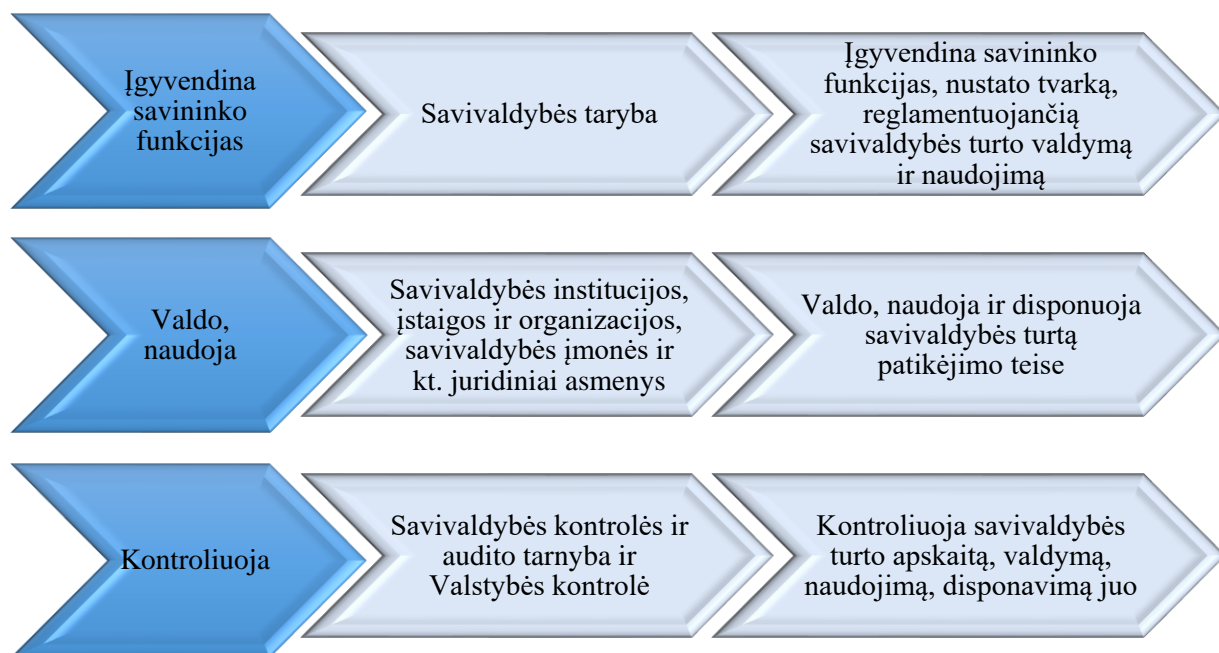 Įgyvendina
savininko
funkcijas
Savivaldybės taryba
Įgyvendina savininko
funkcijas, nustato tvarką,
reglamentuojančią
savivaldybės turto valdymą
ir naudojimą
Valdo,
naudoja
Savivaldybės institucijos,
įstaigos ir organizacijos,
savivaldybės įmonės ir
kt. juridiniai asmenys
Valdo, naudoja ir disponuoja
savivaldybės turtą
patikėjimo teise
Kontroliuoja
Savivaldybės kontrolės ir
audito tarnyba ir
Valstybės kontrolė
Kontroliuoja savivaldybės
turto apskaitą, valdymą,
naudojimą, disponavimą juo